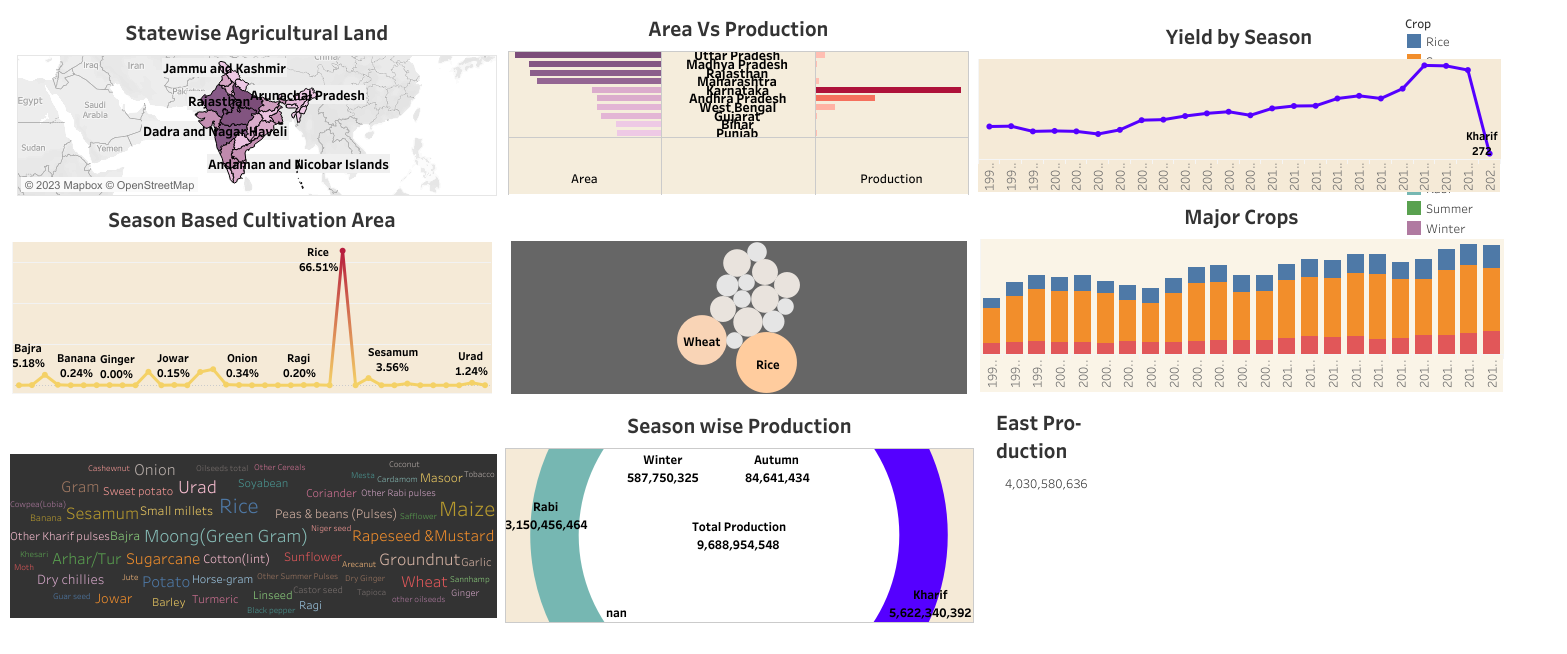 Statewise Agricultural Land
Iraq
Iran
China
Jammu and Kashmir
Pakistan
Egypt
Saudi
Arabia
Rajasthan
Arunachal Pradesh
Dadra and Nagar Haveli
Sudan
Yemen
Andaman and Nicobar Islands
© 2023 Mapbox © OpenStreetMap
Area Vs Production
Uttar Pradesh
Madhya Pradesh
Rajasthan
Maharashtra
Karnataka
Andhra Pradesh
West Bengal
Gujarat
Bihar
Punjab
Area
Production
Yield by Season
Kharif
272
199.. 199.. 199.. 200.. 200.. 200.. 200.. 200.. 200.. 200.. 200.. 200.. 200.. 201.. 201.. 201.. 201.. 201.. 201.. 201.. 201.. 201.. 201.. 202..
Crop
Rice
Summer
Winter
Season Based Cultivation Area
Rice
66.51%
Bajra
5.18%
Banana
0.24%
Ginger
0.00%
Jowar
0.15%
Onion
0.34%
Ragi
0.20%
Sesamum
3.56%
Urad
1.24%
Wheat
Rice
Major Crops
199.. 199.. 199.. 200.. 200.. 200.. 200.. 200.. 200.. 200.. 200.. 200.. 200.. 201.. 201.. 201.. 201.. 201.. 201.. 201.. 201.. 201..
Cashewnut Onion Oilseeds total Other Cereals Coconut
Mesta Cardamom Masoor Tobacco
Gram Sweet potato Urad Soyabean Coriander Other Rabi pulses
Cowpea(Lobia) Banana Sesamum Small millets Rice Peas & beans (Pulses) Safflower Maize
Other Kharif pulses Bajra Moong(Green Gram) Niger seed Rapeseed &Mustard
Khesari Moth Arhar/Tur Sugarcane Cotton(lint) Sunflower Arecanut Groundnut Garlic
Dry chillies Jute Potato Horse-gram Other Summer Pulses Dry Ginger Tapioca Wheat Sannhamp Ginger
Guar seed Jowar Barley Turmeric Linseed Castor seed other oilseeds
Black pepper Ragi
Season wise Production
Winter
587,750,325
Autumn
84,641,434
Rabi
3,150,456,464
Total Production
9,688,954,548
nan
Kharif
5,622,340,392
East Pro-
duction
4,030,580,636